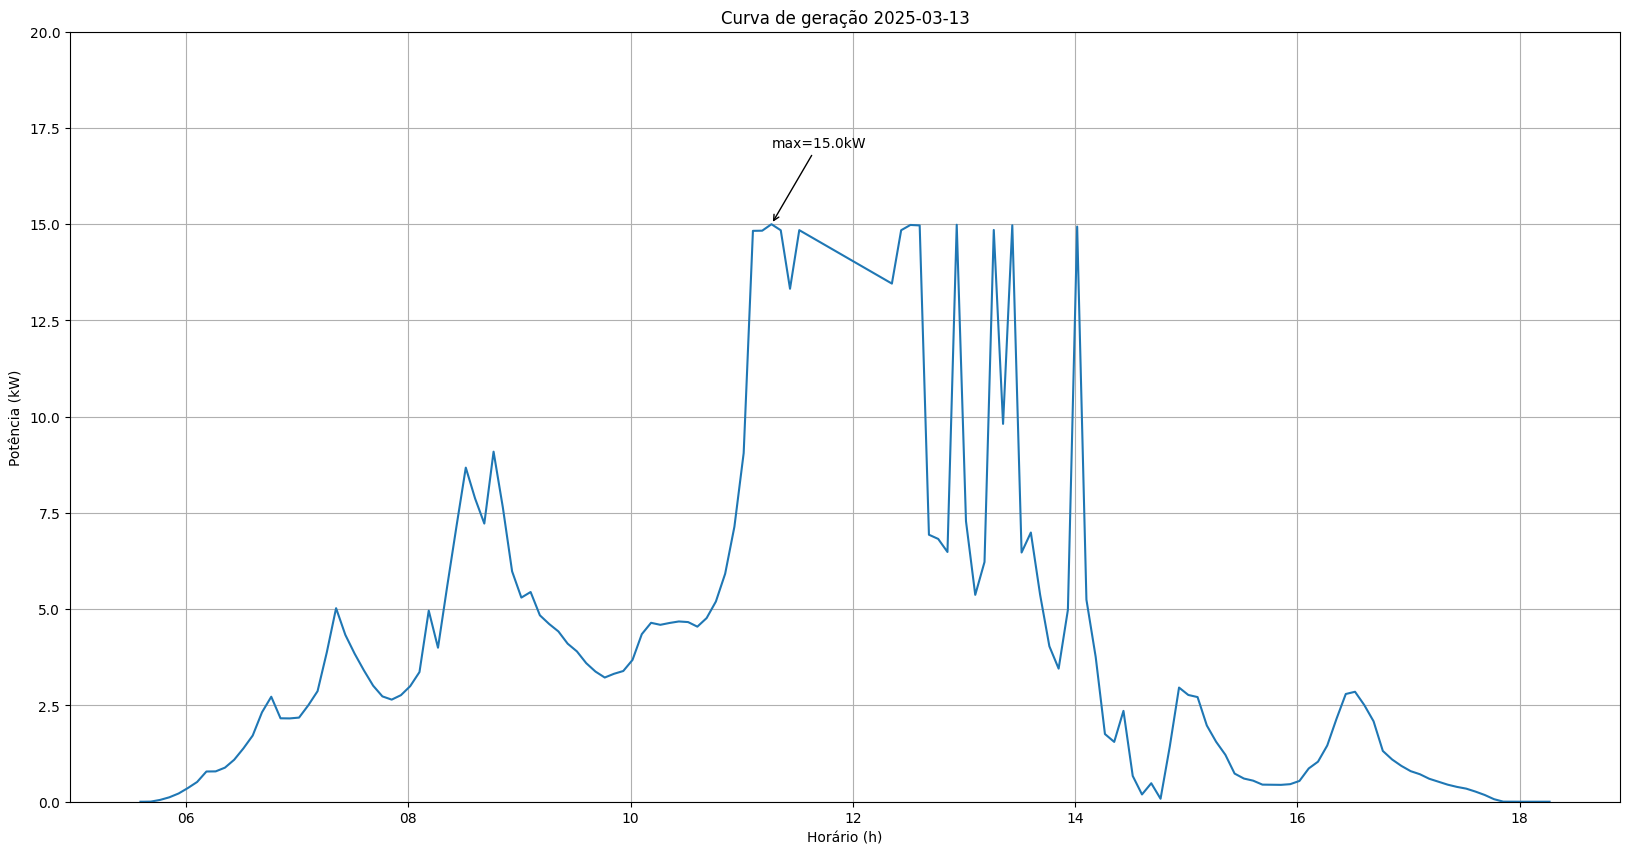 Curva de geração 2025-03-13
20.0
17.5
max=15.0kW
15.0
12.5
10.0
Potência (kW)
7.5
5.0
2.5
0.0
06 08 10 12 14 16 18
Horário (h)